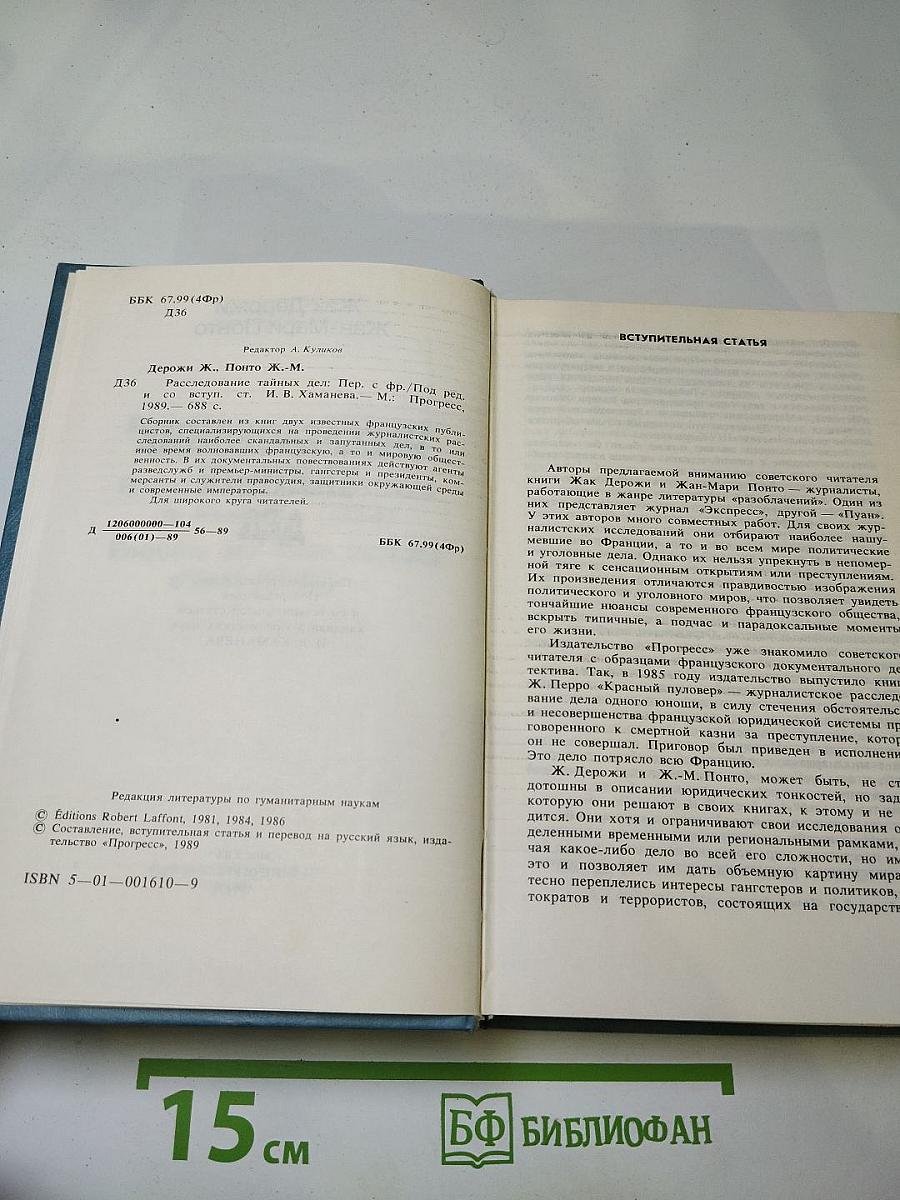 ББК 67.99(4Фр)
Д36
Редактор А. Куликов
Дерожи Ж., Понто Ж.-М.
Д36 Расследование тайных дел: Пер. с фр./Под ред.
и со вступ. ст. И. В. Хаманева.— М.: Прогресс,
1989.— 688 с.
Сборник составлен из книг двух известных французских публи-
цистов, специализирующихся на проведении журналистских рас-
следований наиболее скандальных и запутанных дел, в то или
иное время волновавших французскую, а то и мировую общест-
венность. В их документальных повествованиях действуют агенты
разведслужб и премьер-министры, гангстеры и президенты, ком-
мерсанты и служители правосудия, защитники окружающей среды
и современные императоры.
Для широкого круга читателей.
Д 1206000000—104
006(01)—89
56—89
ББК 67.99(4Фр)
Редакция литературы по гуманитарным наукам
© Éditions Robert Laffont, 1981, 1984, 1986
© Составление, вступительная статья и перевод на русский язык, изда-
тельство «Прогресс», 1989
ISBN 5—01—001610—9
ВСТУПИТЕЛЬНАЯ СТАТЬЯ
Авторы предлагаемой вниманию советского читателя
книги Жак Дерожи и Жан-Мари Понто — журналисты,
работающие в жанре литературы «разоблачений». Один из
них представляет журнал «Экспресс», другой — «Пуан».
У этих авторов много совместных работ. Для своих жур-
налистских исследований они отбирают наиболее нашу-
мевшие во Франции, а то и во всем мире политические
и уголовные дела. Однако их нельзя упрекнуть в непомер-
ной тяге к сенсационным открытиям или преступлениям.
Их произведения отличаются правдивостью изображения
политического и уголовного миров, что позволяет увидеть
тончайшие нюансы современного французского общества,
вскрыть типичные, а подчас и парадоксальные моменты
его жизни.
Издательство «Прогресс» уже знакомило советског
читателя с образцами французского документального де
тектива. Так, в 1985 году издательство выпустило книг
Ж. Перро «Красный пуловер» — журналистское расслед
вание дела одного юноши, в силу стечения обстоятельс
и несовершенства французской юридической системы пр
говоренного к смертной казни за преступление, котор
он не совершал. Приговор был приведен в исполнени
Это дело потрясло всю Францию.
Ж. Дерожи и Ж.-М. Понто, может быть, не ст
дотошны в описании юридических тонкостей, но зад
которую они решают в своих книгах, к этому и не
дится. Они хотя и ограничивают свои исследования о
деленными временными или региональными рамками,
чая какое-либо дело во всей его сложности, но им
это и позволяет им дать объемную картину мира
тесно переплелись интересы гангстеров и политиков,
тократов и террористов, состоящих на государств
15 см
БФ БИБЛИОФАН